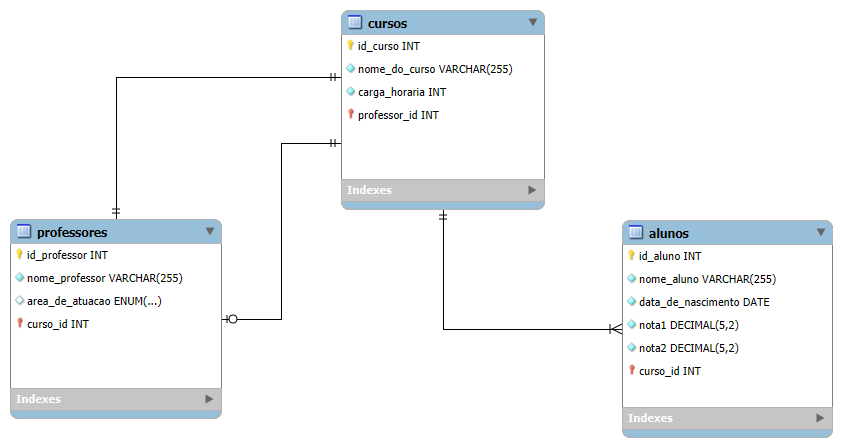 cursos
id_curso INT
nome_do_curso VARCHAR(255)
carga_horaria INT
professor_id INT
Indexes
professores
id_professor INT
nome_professor VARCHAR(255)
area_de_atuacao ENUM(...)
curso_id INT
Indexes
alunos
id_aluno INT
nome_aluno VARCHAR(255)
data_de_nascimento DATE
nota1 DECIMAL(5,2)
nota2 DECIMAL(5,2)
curso_id INT
Indexes